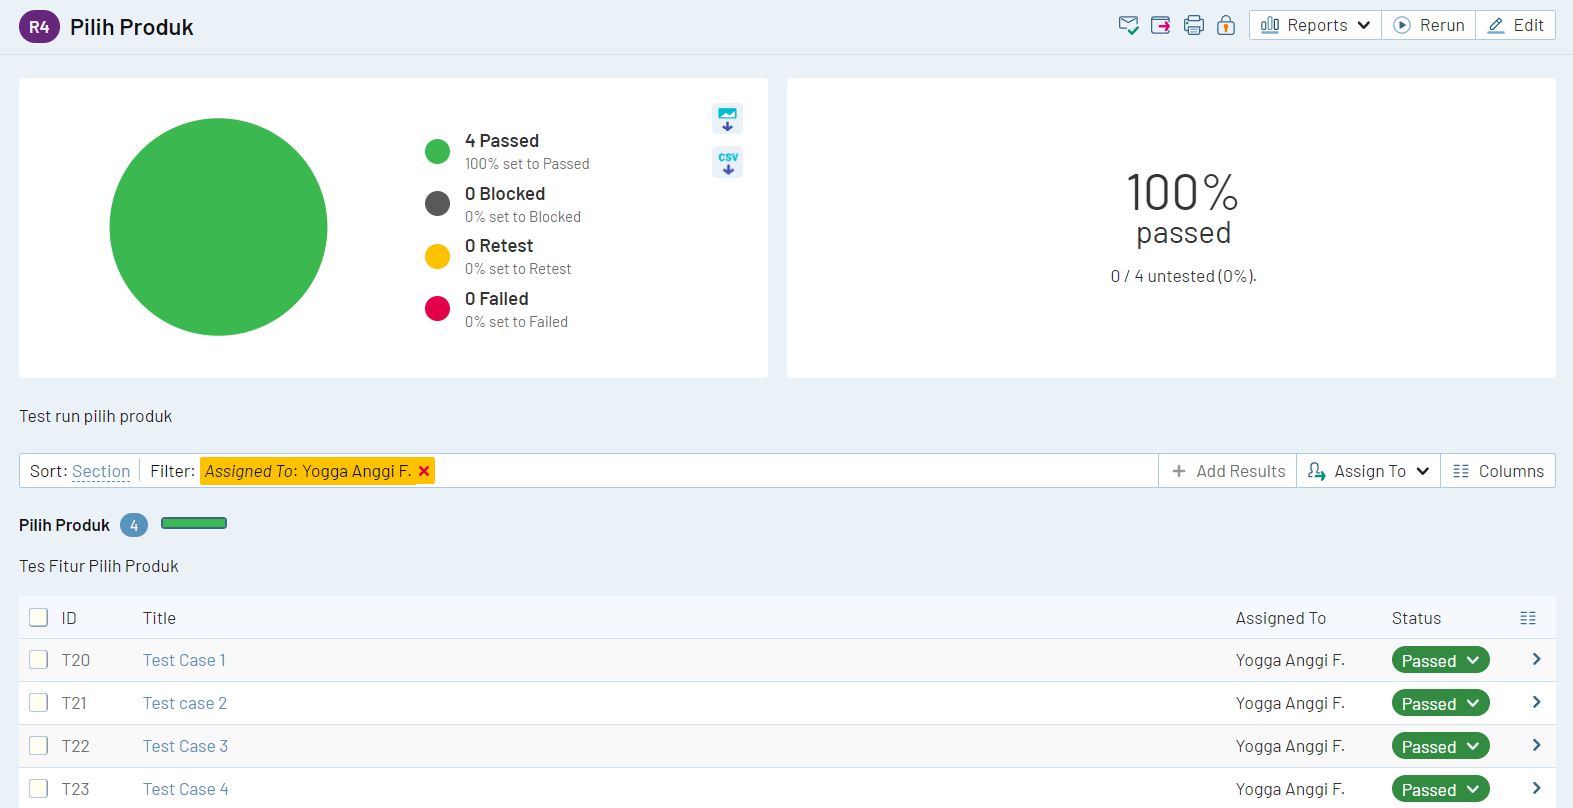 R4 Pilih Produk
Reports Rerun Edit
4 Passed
100% set to Passed
0 Blocked
0% set to Blocked
0 Retest
0% set to Retest
0 Failed
0% set to Failed
CSV
100%
passed
0 / 4 untested (0%).
Test run pilih produk
Sort: Section Filter: Assigned To: Yogga Anggi F. Add Results Assign To Columns
Pilih Produk 4
Tes Fitur Pilih Produk
ID Title Assigned To Status
T20 Test Case 1 Yogga Anggi F. Passed
T21 Test case 2 Yogga Anggi F. Passed
T22 Test Case 3 Yogga Anggi F. Passed
T23 Test Case 4 Yogga Anggi F. Passed